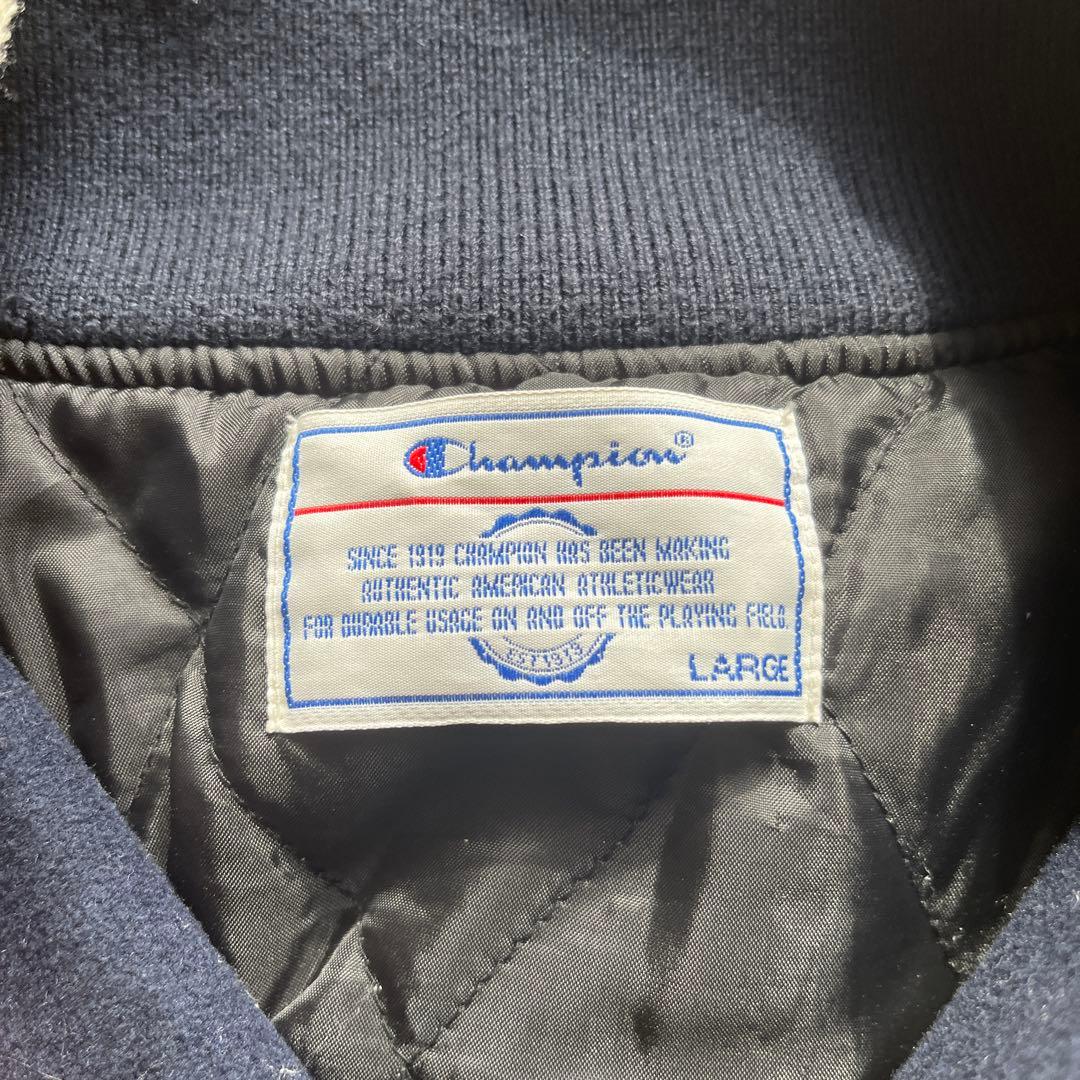 Champion®
SINCE 1919 CHAMPION HAS BEEN MAKING
AUTHENTIC AMERICAN ATHLETICWEAR
FOR DURABLE USAGE ON AND OFF THE PLAYING FIELD.
EST 1919
LARGE